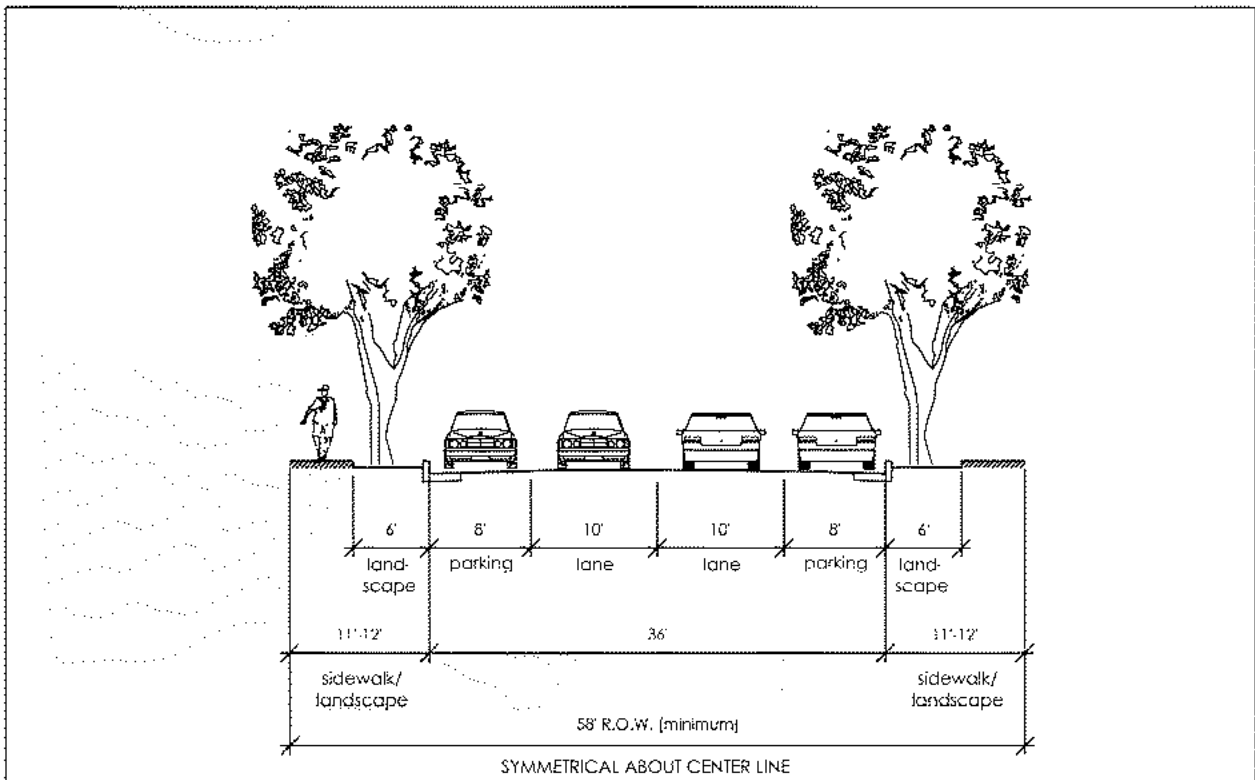 6' 8' 10' 10' 8' 6'
land- parking lane lane parking land-
scape scape
11'-12' 36' 11'-12'
sidewalk/ sidewalk/
landscape landscape
58' R.O.W. (minimum)
SYMMETRICAL ABOUT CENTER LINE